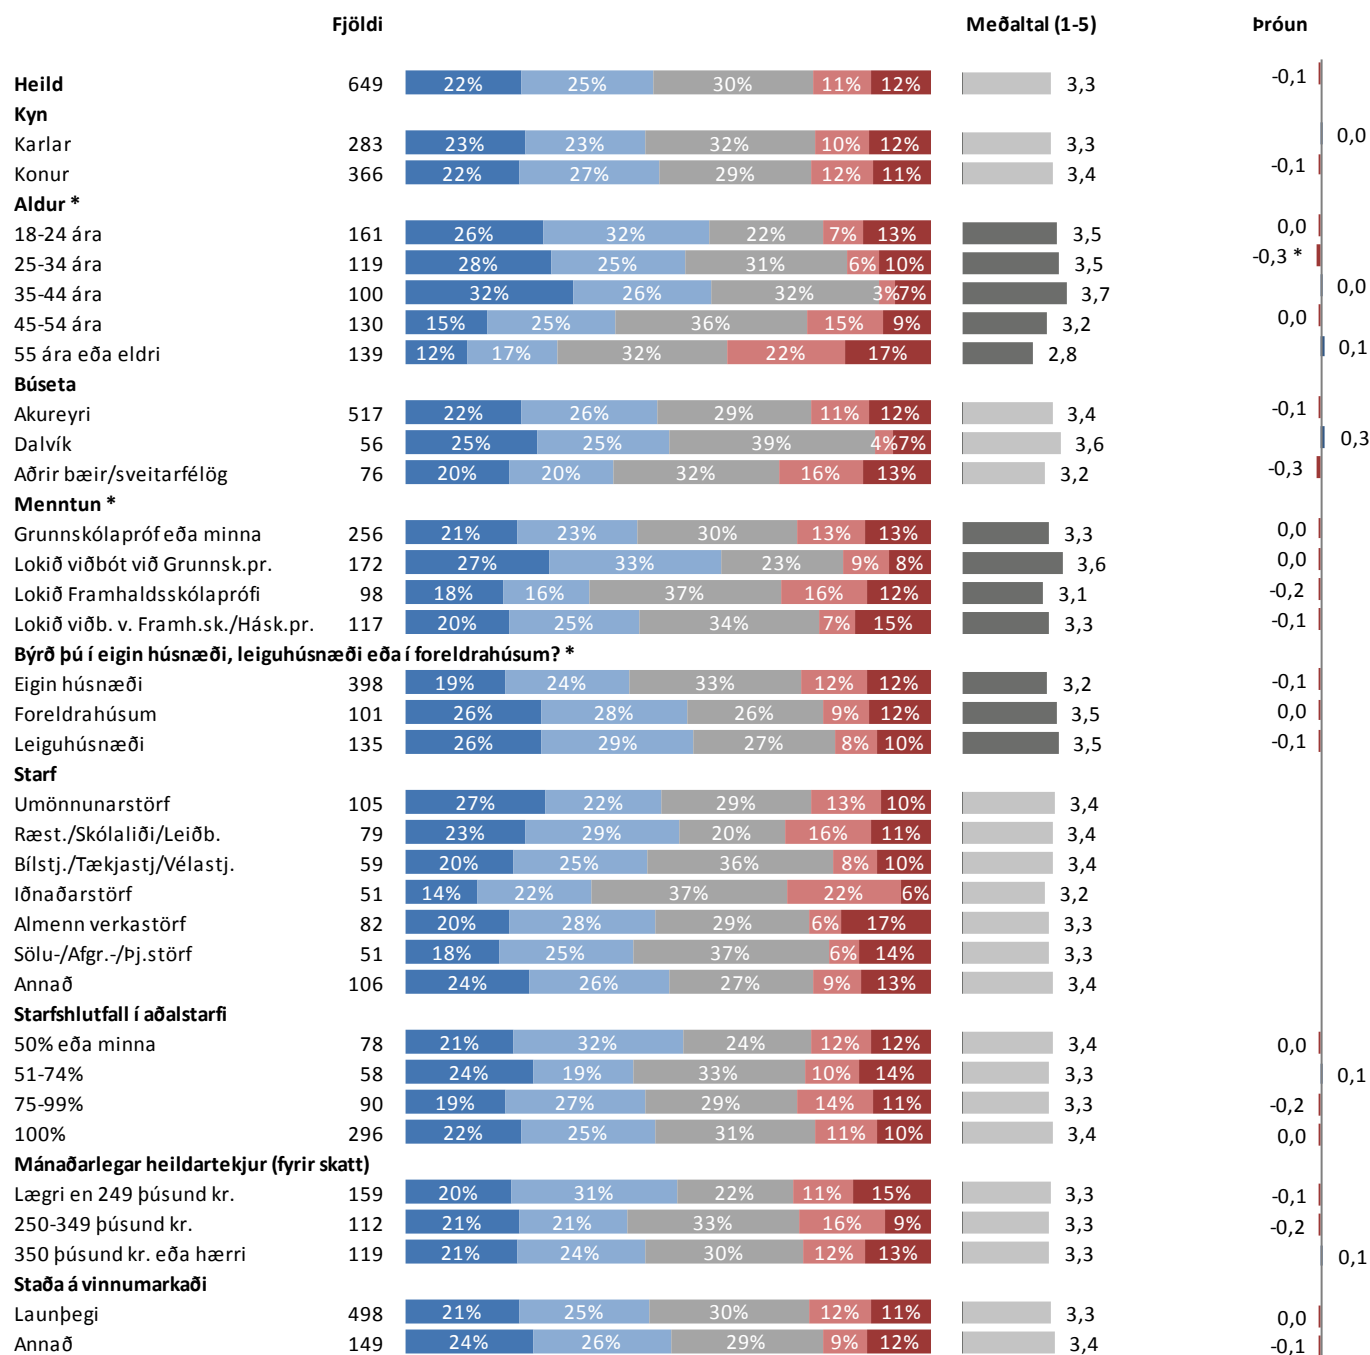 Fjöldi Meðaltal (1-5) Þróun
Heild 649 22% 25% 30% 11% 12% 3,3 -0,1
Kyn
Karlar 283 23% 23% 32% 10% 12% 3,3 0,0
Konur 366 22% 27% 29% 12% 11% 3,4 -0,1
Aldur *
18-24 ára 161 26% 32% 22% 7% 13% 3,5 0,0
25-34 ára 119 28% 25% 31% 6% 10% 3,5 -0,3 *
35-44 ára 100 32% 26% 32% 3% 7% 3,7 0,0
45-54 ára 130 15% 25% 36% 15% 9% 3,2 0,0
55 ára eða eldri 139 12% 17% 32% 22% 17% 2,8 0,1
Búseta
Akureyri 517 22% 26% 29% 11% 12% 3,4 -0,1
Dalvík 56 25% 25% 39% 4% 7% 3,6 0,3
Aðrir bæir/sveitarfélög 76 20% 20% 32% 16% 13% 3,2 -0,3
Menntun *
Grunnskólapróf eða minna 256 21% 23% 30% 13% 13% 3,3 0,0
Lokið viðbót við Grunnsk.pr. 172 27% 33% 23% 9% 8% 3,6 0,0
Lokið Framhaldsskólaprófi 98 18% 16% 37% 16% 12% 3,1 -0,2
Lokið viðb. v. Framh.sk./Hásk.pr. 117 20% 25% 34% 7% 15% 3,3 -0,1
Býrð þú í eigin húsnæði, leiguhúsnæði eða í foreldrahúsum? *
Eigin húsnæði 398 19% 24% 33% 12% 12% 3,2 -0,1
Foreldrahúsum 101 26% 28% 26% 9% 12% 3,5 0,0
Leiguhúsnæði 135 26% 29% 27% 8% 10% 3,5 -0,1
Starf
Umönnunarstörf 105 27% 22% 29% 13% 10% 3,4
Ræst./Skólaliði/Leiðb. 79 23% 29% 20% 16% 11% 3,4
Bílstj./Tækjastj/Vélastj. 59 20% 25% 36% 8% 10% 3,4
Iðnaðarstörf 51 14% 22% 37% 22% 6% 3,2
Almenn verkastörf 82 20% 28% 29% 6% 17% 3,3
Sölu-/Afgr.-/Þj.störf 51 18% 25% 37% 6% 14% 3,3
Annað 106 24% 26% 27% 9% 13% 3,4
Starfshlutfall í aðalstarfi
50% eða minna 78 21% 32% 24% 12% 12% 3,4 0,0
51-74% 58 24% 19% 33% 10% 14% 3,3 0,1
75-99% 90 19% 27% 29% 14% 11% 3,3 -0,2
100% 296 22% 25% 31% 11% 10% 3,4 0,0
Mánaðarlegar heildartekjur (fyrir skatt)
Lægri en 249 þúsund kr. 159 20% 31% 22% 11% 15% 3,3 -0,1
250-349 þúsund kr. 112 21% 21% 33% 16% 9% 3,3 -0,2
350 þúsund kr. eða hærri 119 21% 24% 30% 12% 13% 3,3 0,1
Staða á vinnumarkaði
Launþegi 498 21% 25% 30% 12% 11% 3,3 0,0
Annað 149 24% 26% 29% 9% 12% 3,4 -0,1